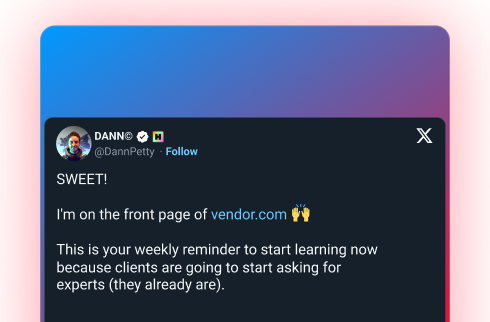 DANN©
@DannPetty · Follow
SWEET!
I'm on the front page of vendor.com 🙌
This is your weekly reminder to start learning now
because clients are going to start asking for
experts (they already are).